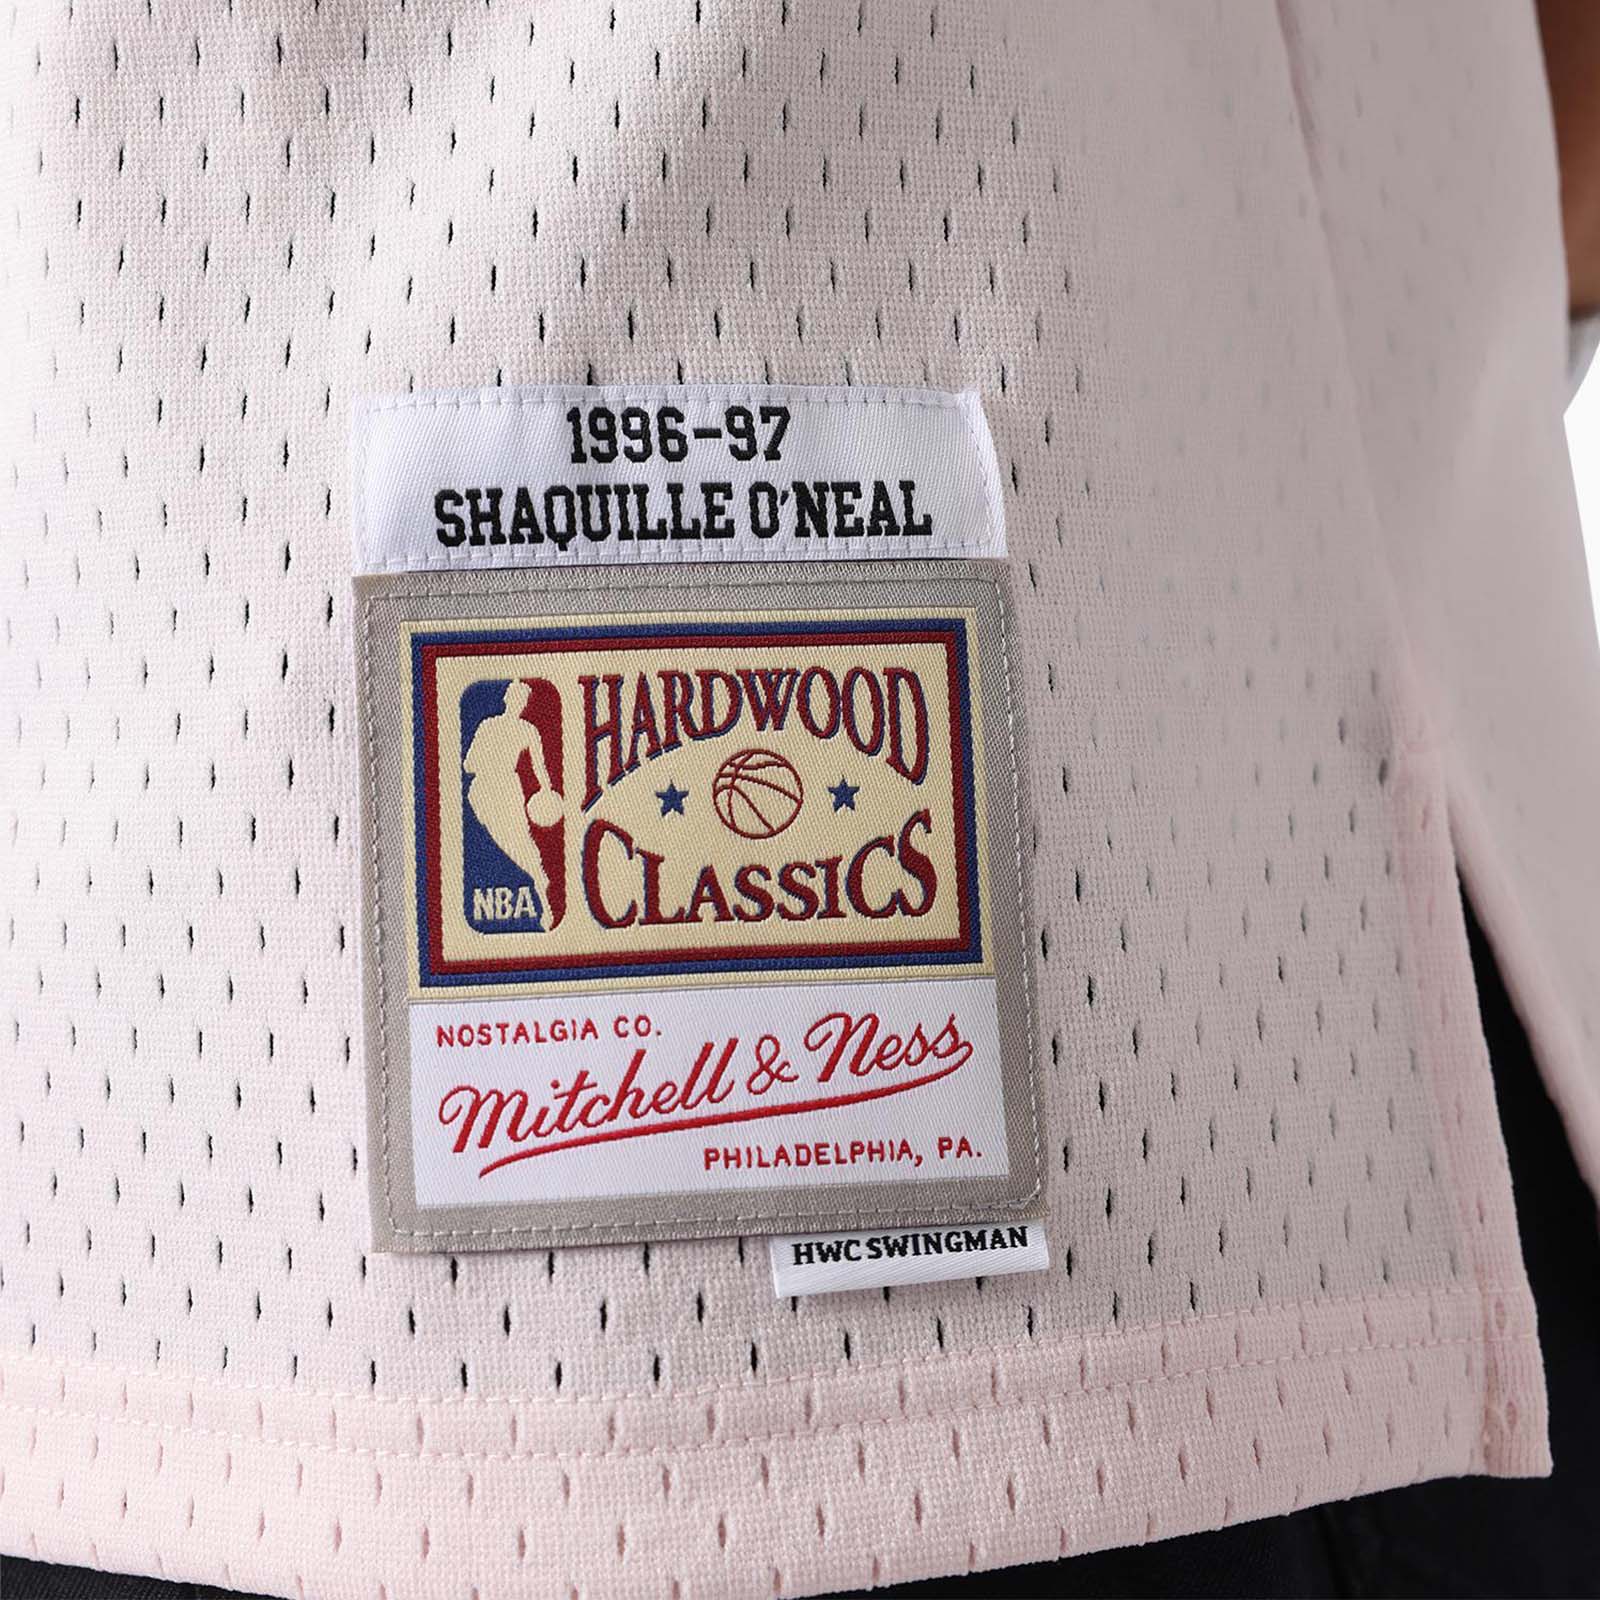 1996-97
SHAQUILLE O'NEAL
HARDWOOD
CLASSICS
NBA
NOSTALGIA CO.
Mitchell & Ness
PHILADELPHIA, PA.
HWC SWINGMAN